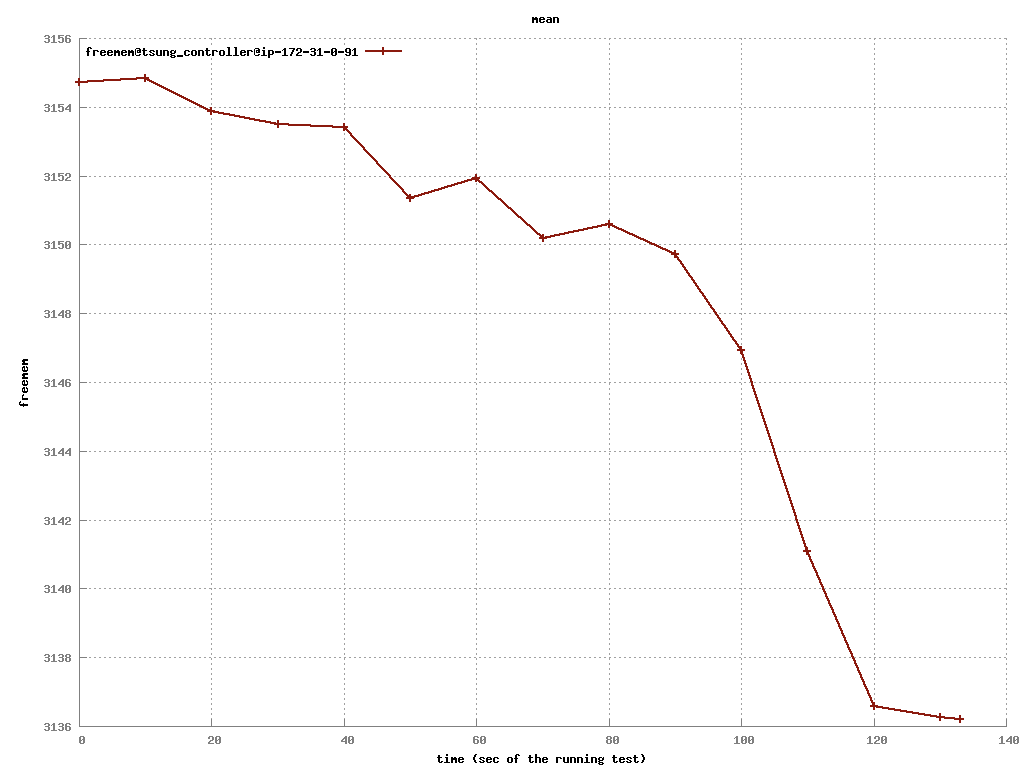 mean
3156
freemem@tsung_controller@ip-172-31-0-91
3154
3152
3150
3148
freemem
3146
3144
3142
3140
3138
3136
0 20 40 60 80 100 120 140
time (sec of the running test)